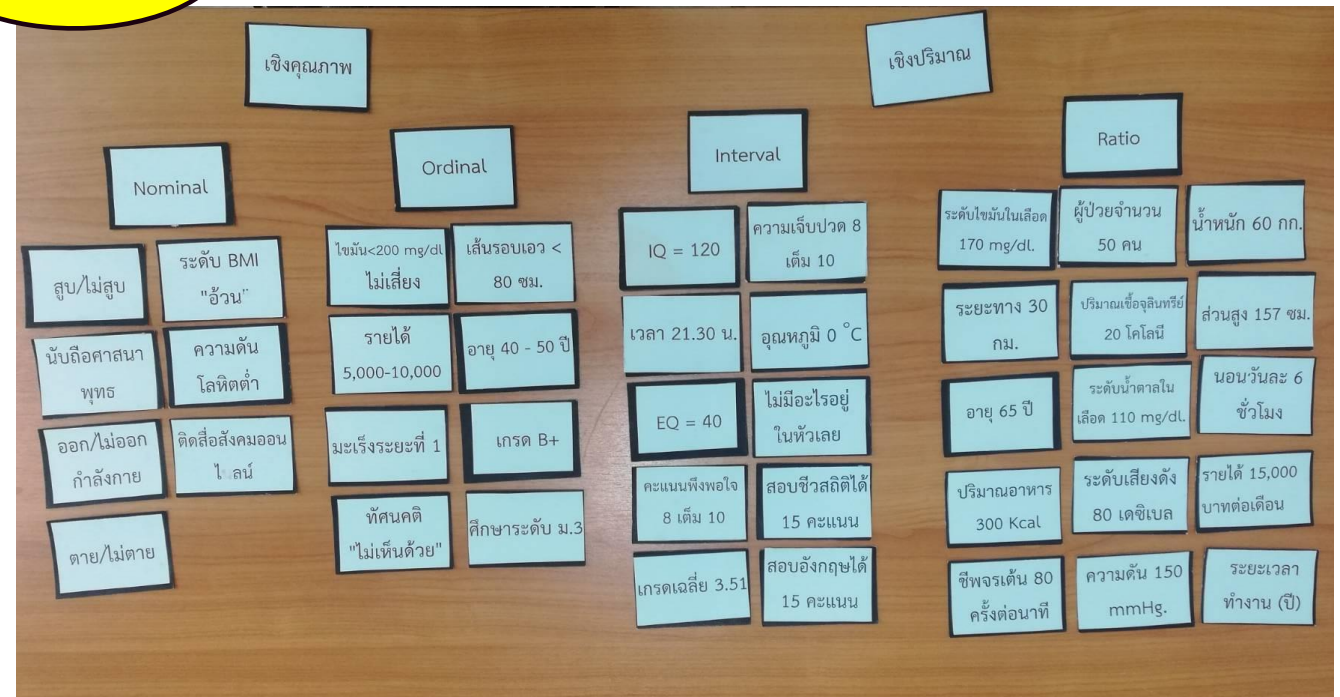 เชิงคุณภาพ
เชิงปริมาณ
Nominal
Ordinal
Interval
Ratio
สูบ/ไม่สูบ
ระดับ BMI
"อ้วน"
นับถือศาสนา
พุทธ
ความดัน
โลหิตต่ำ
ออก/ไม่ออก
กำลังกาย
ติดสื่อสังคมออน
ไลน์
ตาย/ไม่ตาย
ไขมัน<200 mg/dl
ไม่เสี่ยง
เส้นรอบเอว <
80 ซม.
รายได้
5,000-10,000
อายุ 40 - 50 ปี
มะเร็งระยะที่ 1
เกรด B+
ทัศนคติ
"ไม่เห็นด้วย"
ศึกษาระดับ ม.3
IQ = 120
ความเจ็บปวด 8
เต็ม 10
เวลา 21.30 น.
อุณหภูมิ 0 °C
EQ = 40
ไม่มีอะไรอยู่
ในหัวเลย
คะแนนพึงพอใจ
8 เต็ม 10
สอบชีวสถิติได้
15 คะแนน
เกรดเฉลี่ย 3.51
สอบอังกฤษได้
15 คะแนน
ระดับไขมันในเลือด
170 mg/dl.
ผู้ป่วยจำนวน
50 คน
น้ำหนัก 60 กก.
ระยะทาง 30
กม.
ปริมาณเชื้อจุลินทรีย์
20 โคโลนี
ส่วนสูง 157 ซม.
อายุ 65 ปี
ระดับน้ำตาลใน
เลือด 110 mg/dl.
นอนวันละ 6
ชั่วโมง
ปริมาณอาหาร
300 Kcal
ระดับเสียงดัง
80 เดซิเบล
รายได้ 15,000
บาทต่อเดือน
ชีพจรเต้น 80
ครั้งต่อนาที
ความดัน 150
mmHg.
ระยะเวลา
ทำงาน (ปี)